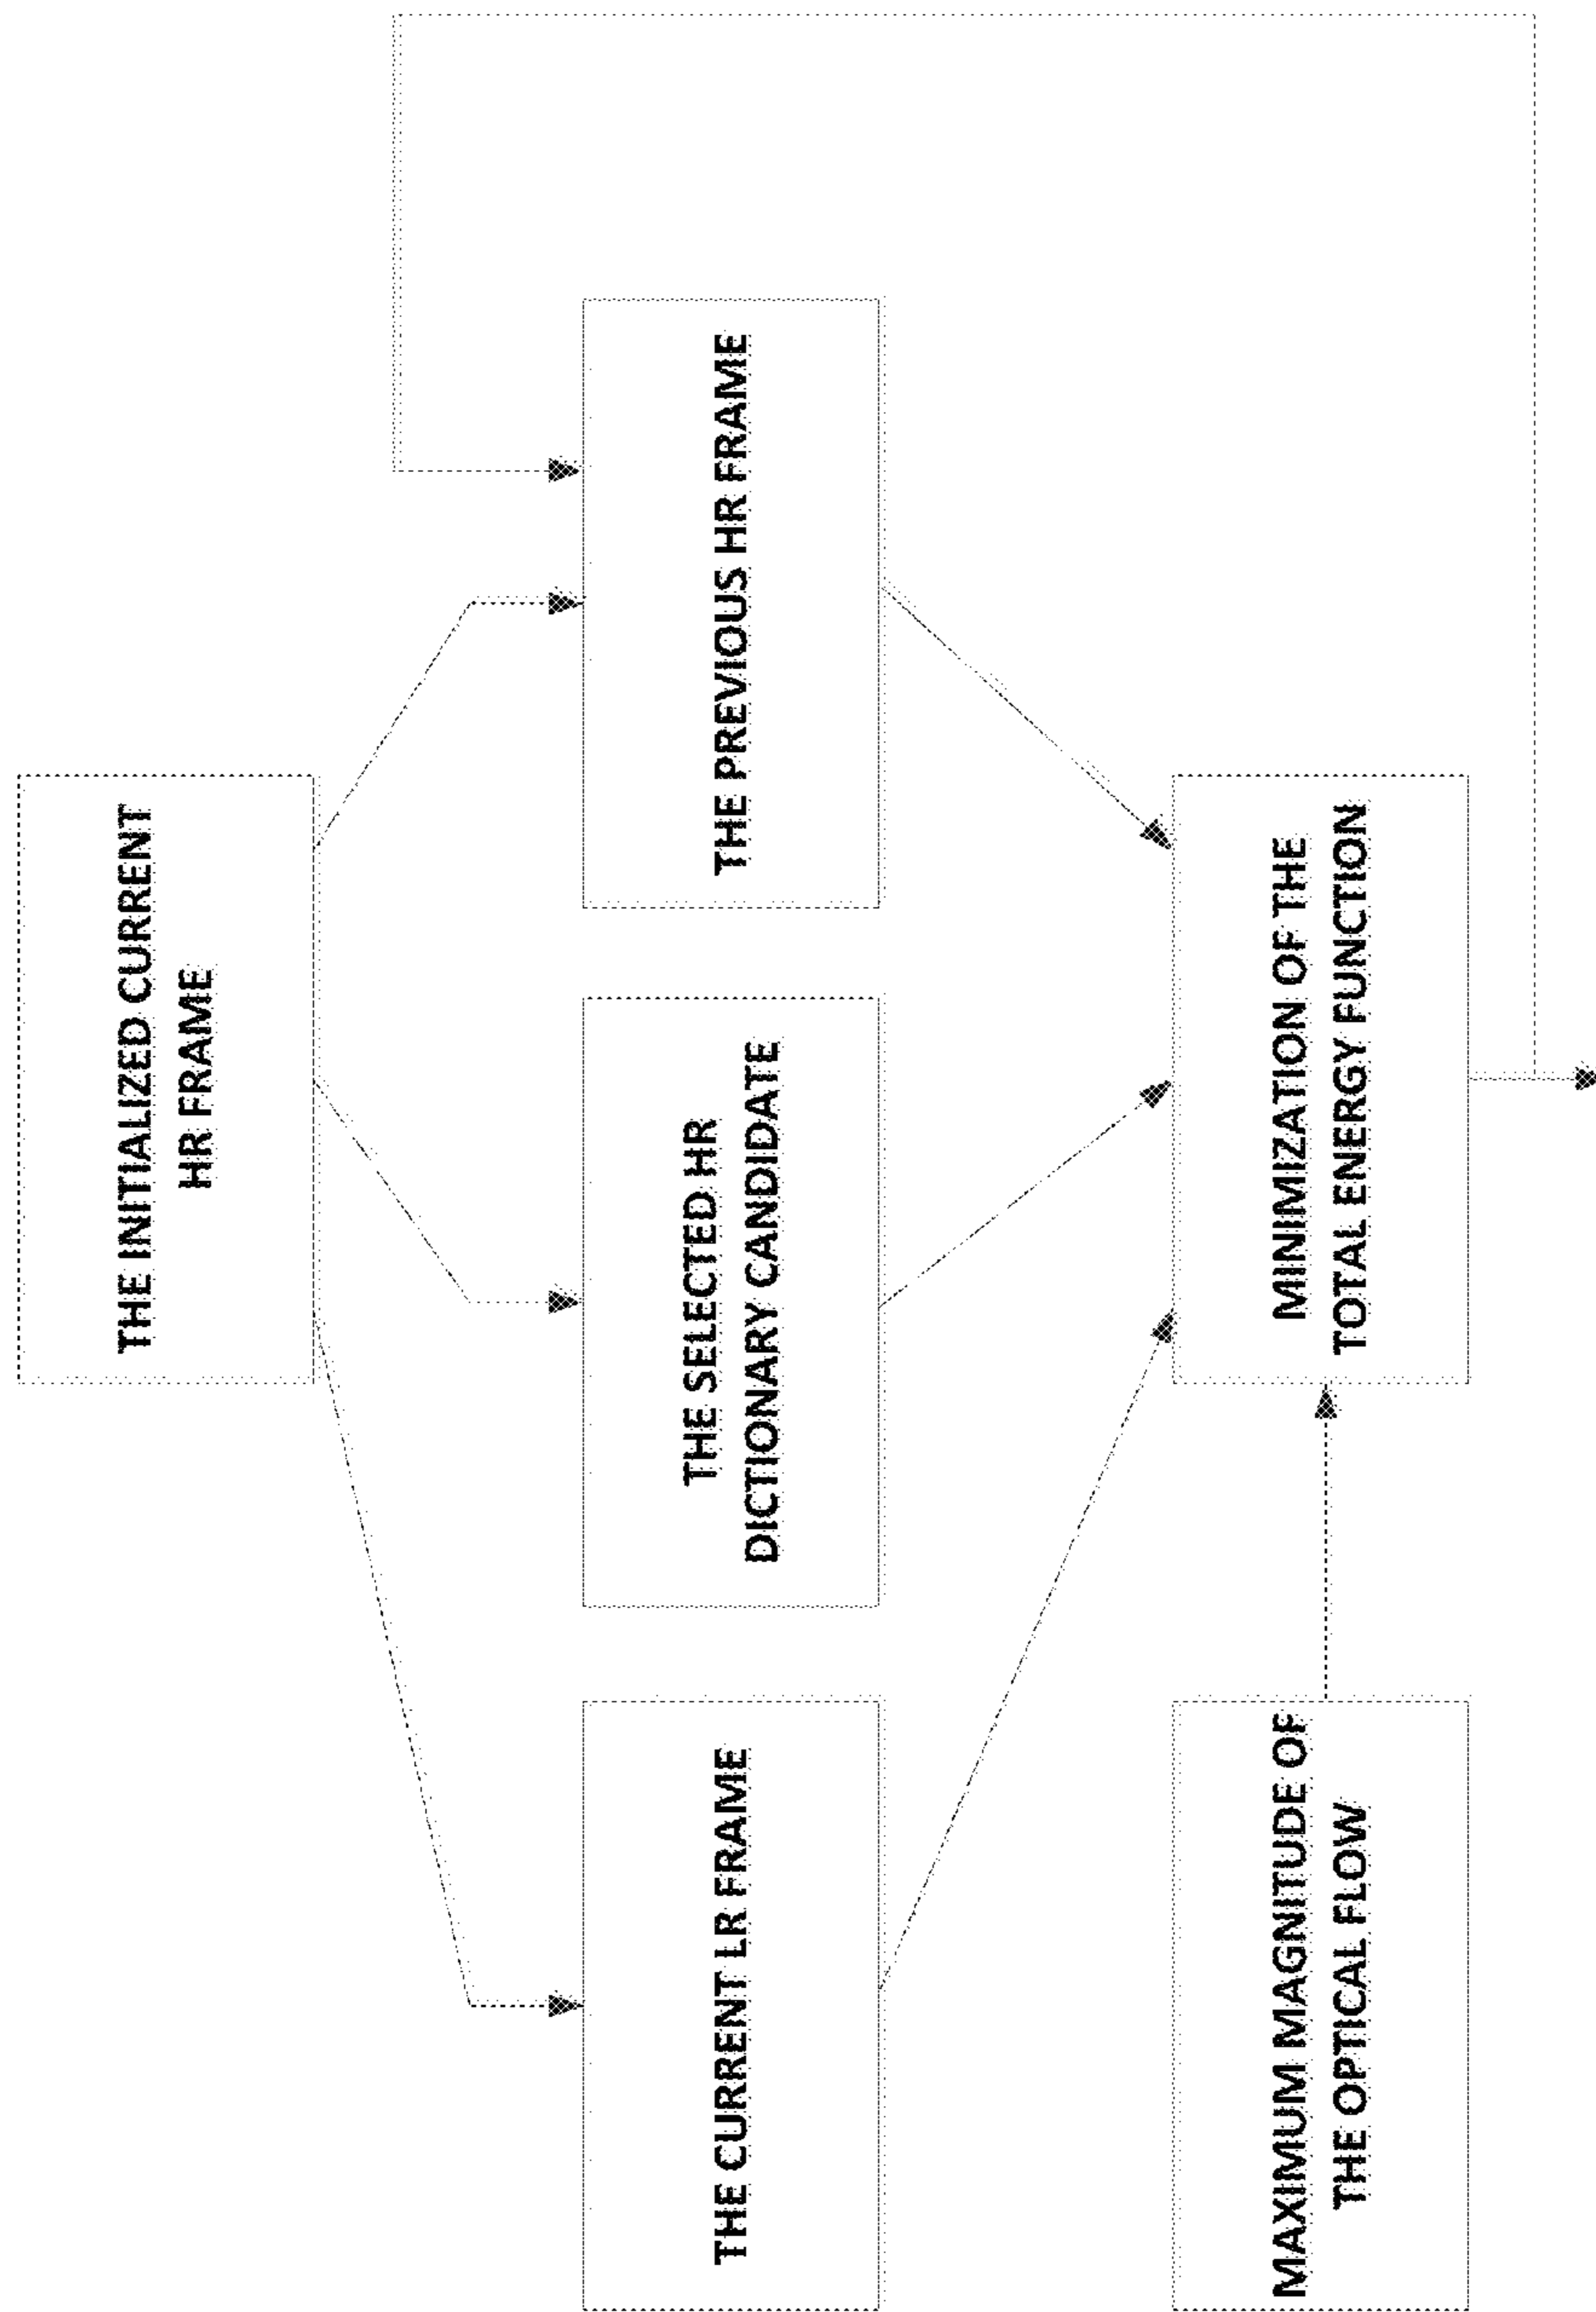 THE INITIALIZED CURRENT
HR FRAME
THE CURRENT LR FRAME
THE SELECTED HR
DICTIONARY CANDIDATE
THE PREVIOUS HR FRAME
MAXIMUM MAGNITUDE OF
THE OPTICAL FLOW
MINIMIZATION OF THE
TOTAL ENERGY FUNCTION